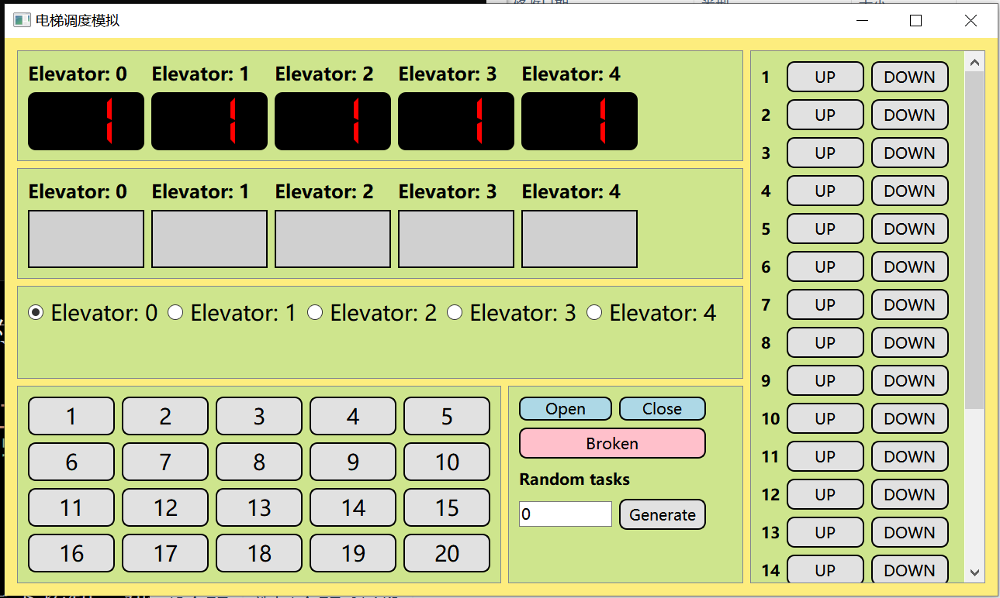 电梯调度模拟
Elevator: 0 Elevator: 1 Elevator: 2 Elevator: 3 Elevator: 4
1 1 1 1 1
Elevator: 0 Elevator: 1 Elevator: 2 Elevator: 3 Elevator: 4
Elevator: 0 Elevator: 1 Elevator: 2 Elevator: 3 Elevator: 4
1 2 3 4 5
6 7 8 9 10
11 12 13 14 15
16 17 18 19 20
Open Close
Broken
Random tasks
0 Generate
1 UP DOWN
2 UP DOWN
3 UP DOWN
4 UP DOWN
5 UP DOWN
6 UP DOWN
7 UP DOWN
8 UP DOWN
9 UP DOWN
10 UP DOWN
11 UP DOWN
12 UP DOWN
13 UP DOWN
14 UP DOWN